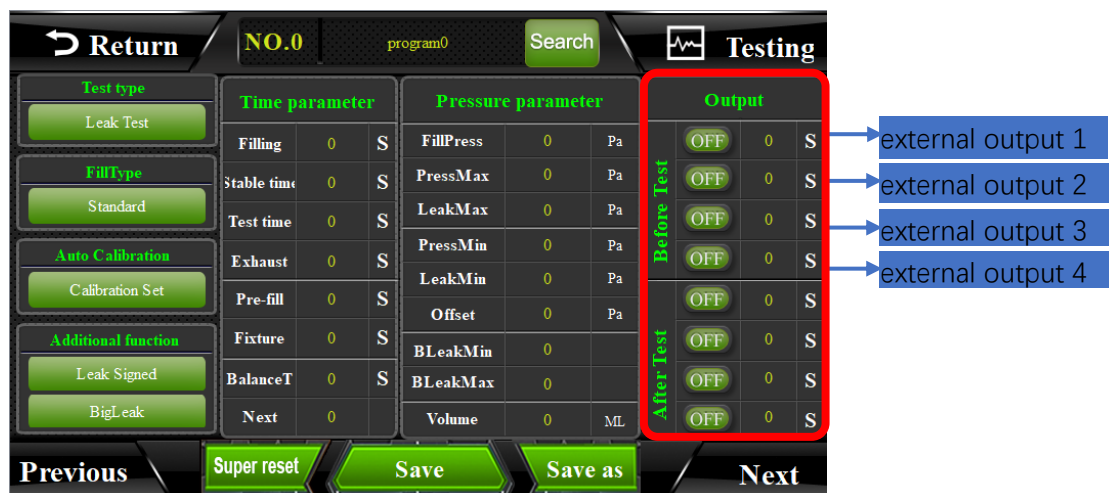 Return
NO.0
program0
Search
Testing
Test type
Leak Test
FillType
Standard
Auto Calibration
Calibration Set
Additional function
Leak Signed
BigLeak
Time parameter
Filling 0 S
Stable time 0 S
Test time 0 S
Exhaust 0 S
Pre-fill 0 S
Fixture 0 S
BalanceT 0 S
Next 0
Pressure parameter
FillPress 0 Pa
PressMax 0 Pa
LeakMax 0 Pa
PressMin 0 Pa
LeakMin 0 Pa
Offset 0 Pa
BLeakMin 0
BLeakMax 0
Volume 0 ML
Output
Before Test
OFF 0 S
OFF 0 S
OFF 0 S
OFF 0 S
After Test
OFF 0 S
OFF 0 S
OFF 0 S
OFF 0 S
external output 1
external output 2
external output 3
external output 4
Previous
Super reset
Save
Save as
Next